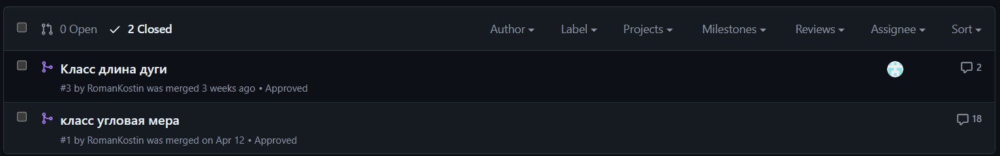 0 Open 2 Closed Author Label Projects Milestones Reviews Assignee Sort
Класс длина дуги 2
#3 by RomanKostin was merged 3 weeks ago • Approved
класс угловая мера 18
#1 by RomanKostin was merged on Apr 12 • Approved